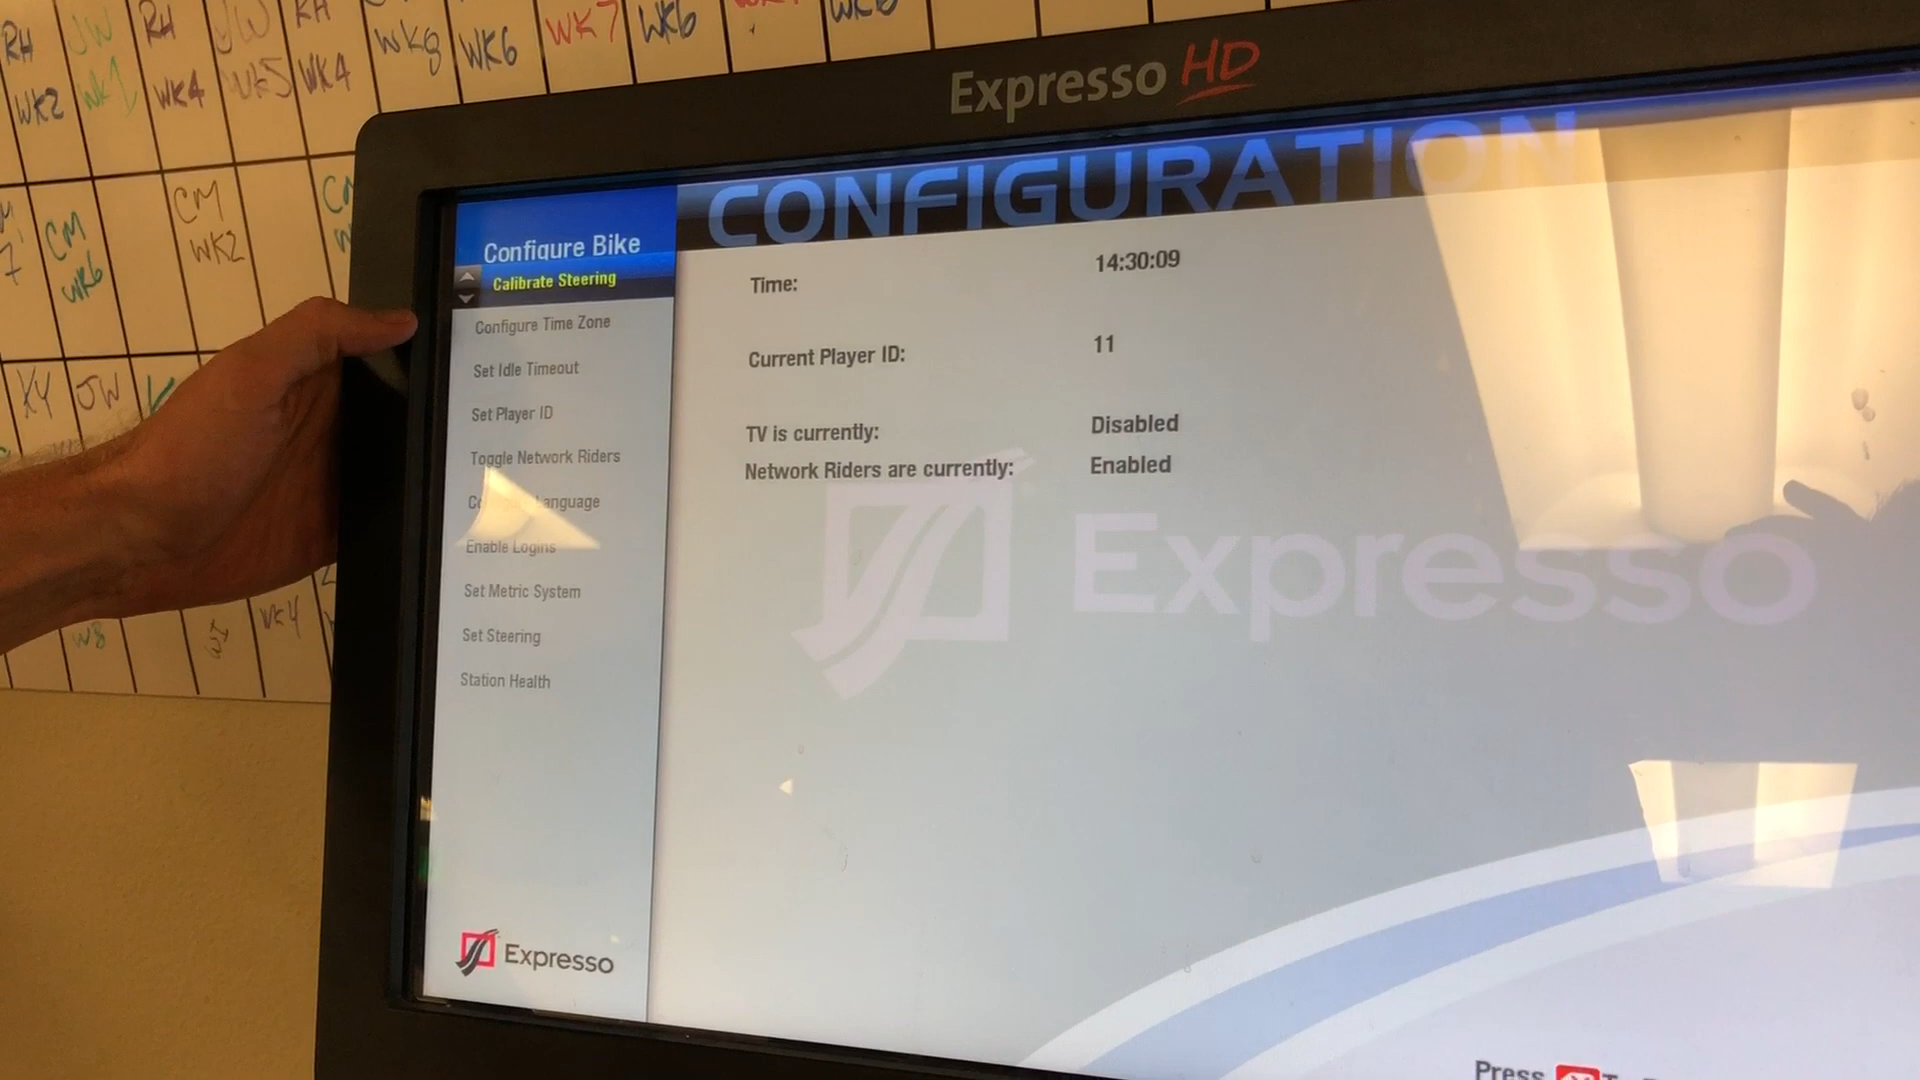 RH JW RH JW RH
WK2 WK1 WK4 WK5 WK4 WK8 WK6 WK7 WK6
CM
CM
WK2
7
WK6
KY JW
W8
WK4
Expresso HD
CONFIGURATION
Configure Bike
Calibrate Steering
Configure Time Zone
Set Idle Timeout
Set Player ID
Toggle Network Riders
Language
Enable Logins
Set Metric System
Set Steering
Station Health
Expresso
Time: 14:30:09
Current Player ID: 11
TV is currently: Disabled
Network Riders are currently: Enabled
Expresso
Press